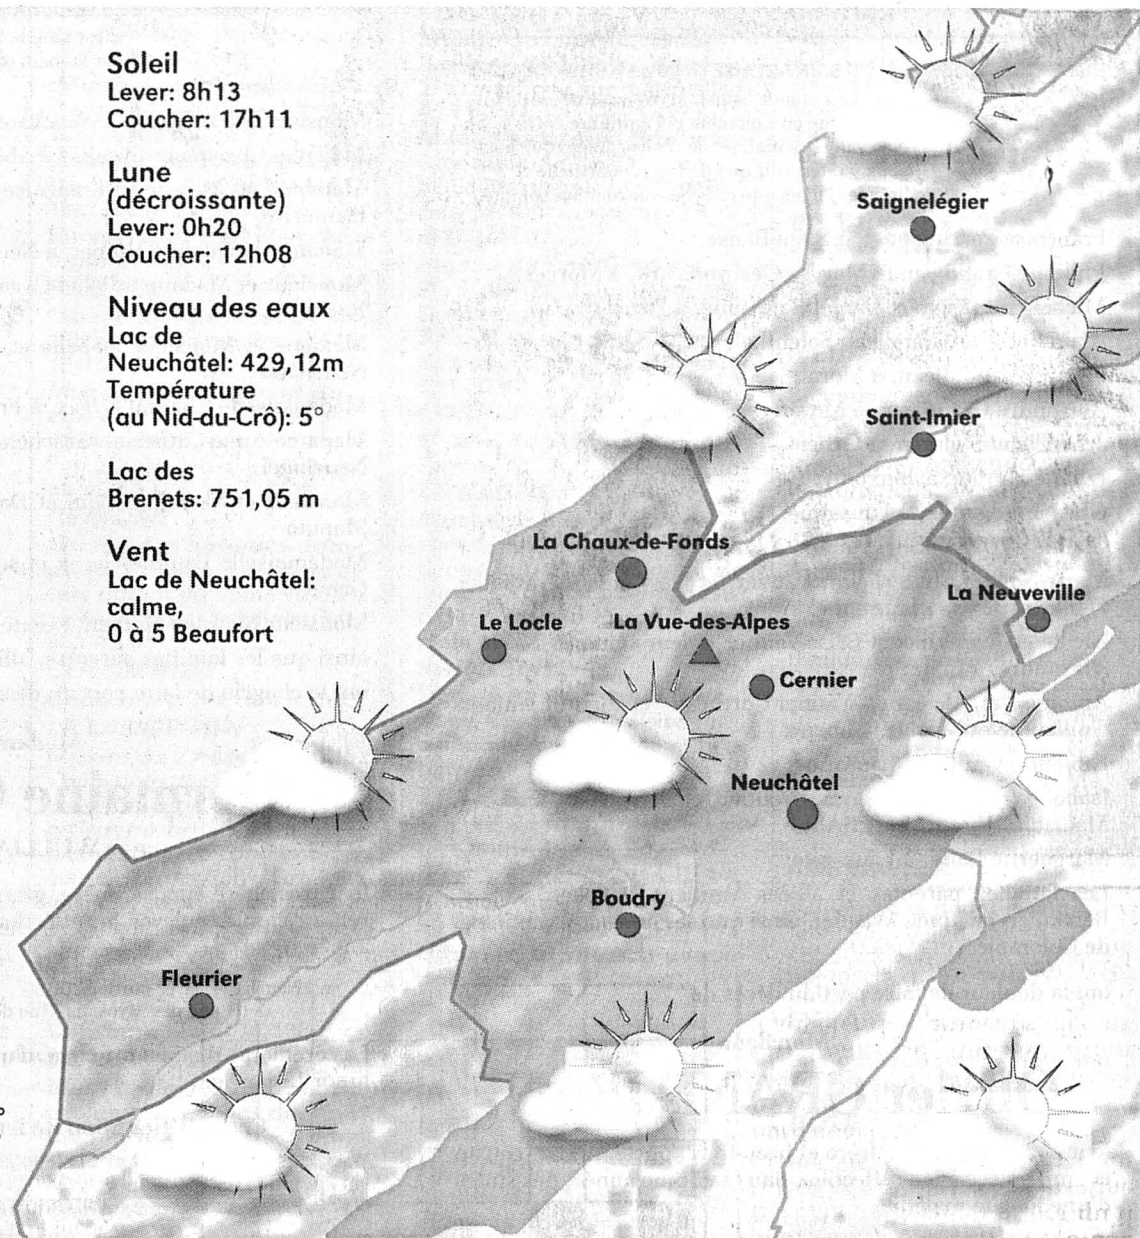 Soleil
Lever: 8h13
Coucher: 17h11
Lune
(décroissante)
Lever: 0h20
Coucher: 12h08
Niveau des eaux
Lac de
Neuchâtel: 429,12m
Température
(au Nid-du-Crô): 5°
Lac des
Brenets: 751,05 m
Vent
Lac de Neuchâtel:
calme,
0 à 5 Beaufort
Saignelégier
Saint-Imier
La Chaux-de-Fonds
La Neuveville
Le Locle
La Vue-des-Alpes
Cernier
Neuchâtel
Boudry
Fleurier